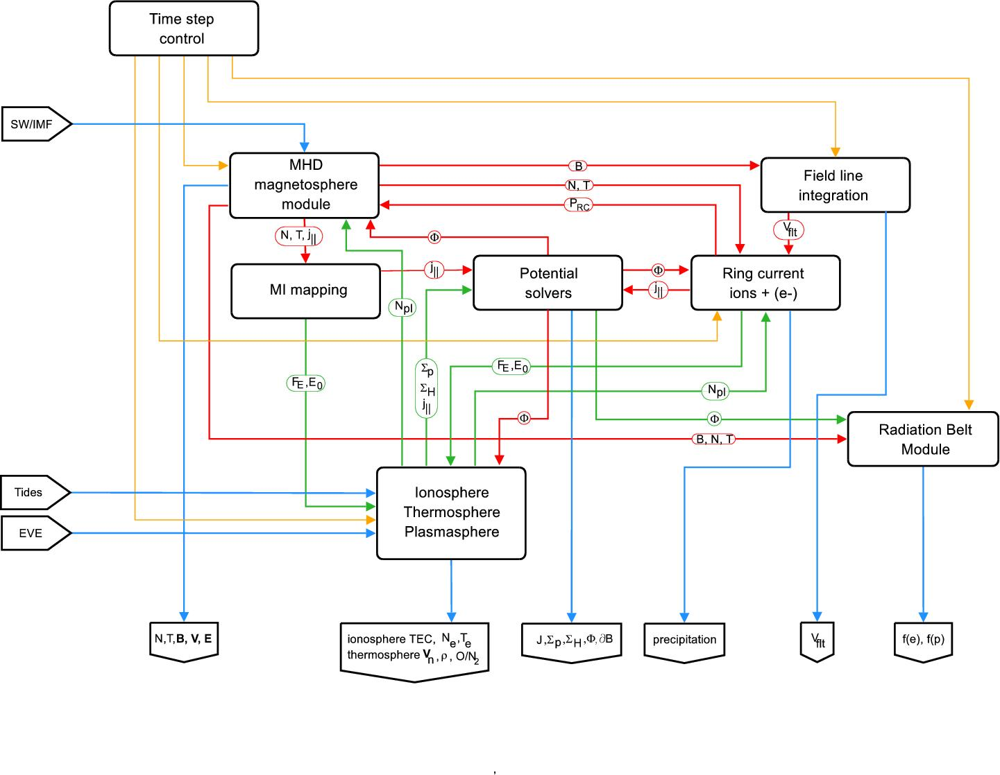 Time step
control
SW/IMF
MHD
magnetosphere
module
B
N, T
P_RC
Field line
integration
N, T, j_||
Φ
V_flt
MI mapping
j_||
Potential
solvers
Φ
j_||
Ring current
ions + (e-)
N_pl
F_E,E_0
Σ_p
Σ_H
j_||
F_E,E_0
N_pl
Φ
Φ
B, N, T
Radiation Belt
Module
Tides
EVE
Ionosphere
Thermosphere
Plasmasphere
N,T,B, V, E
ionosphere TEC, N_e,T_e
thermosphere V_n, ρ, O/N_2
J,Σ_p,Σ_H,Φ,∂B
precipitation
V_flt
f(e), f(p)
,